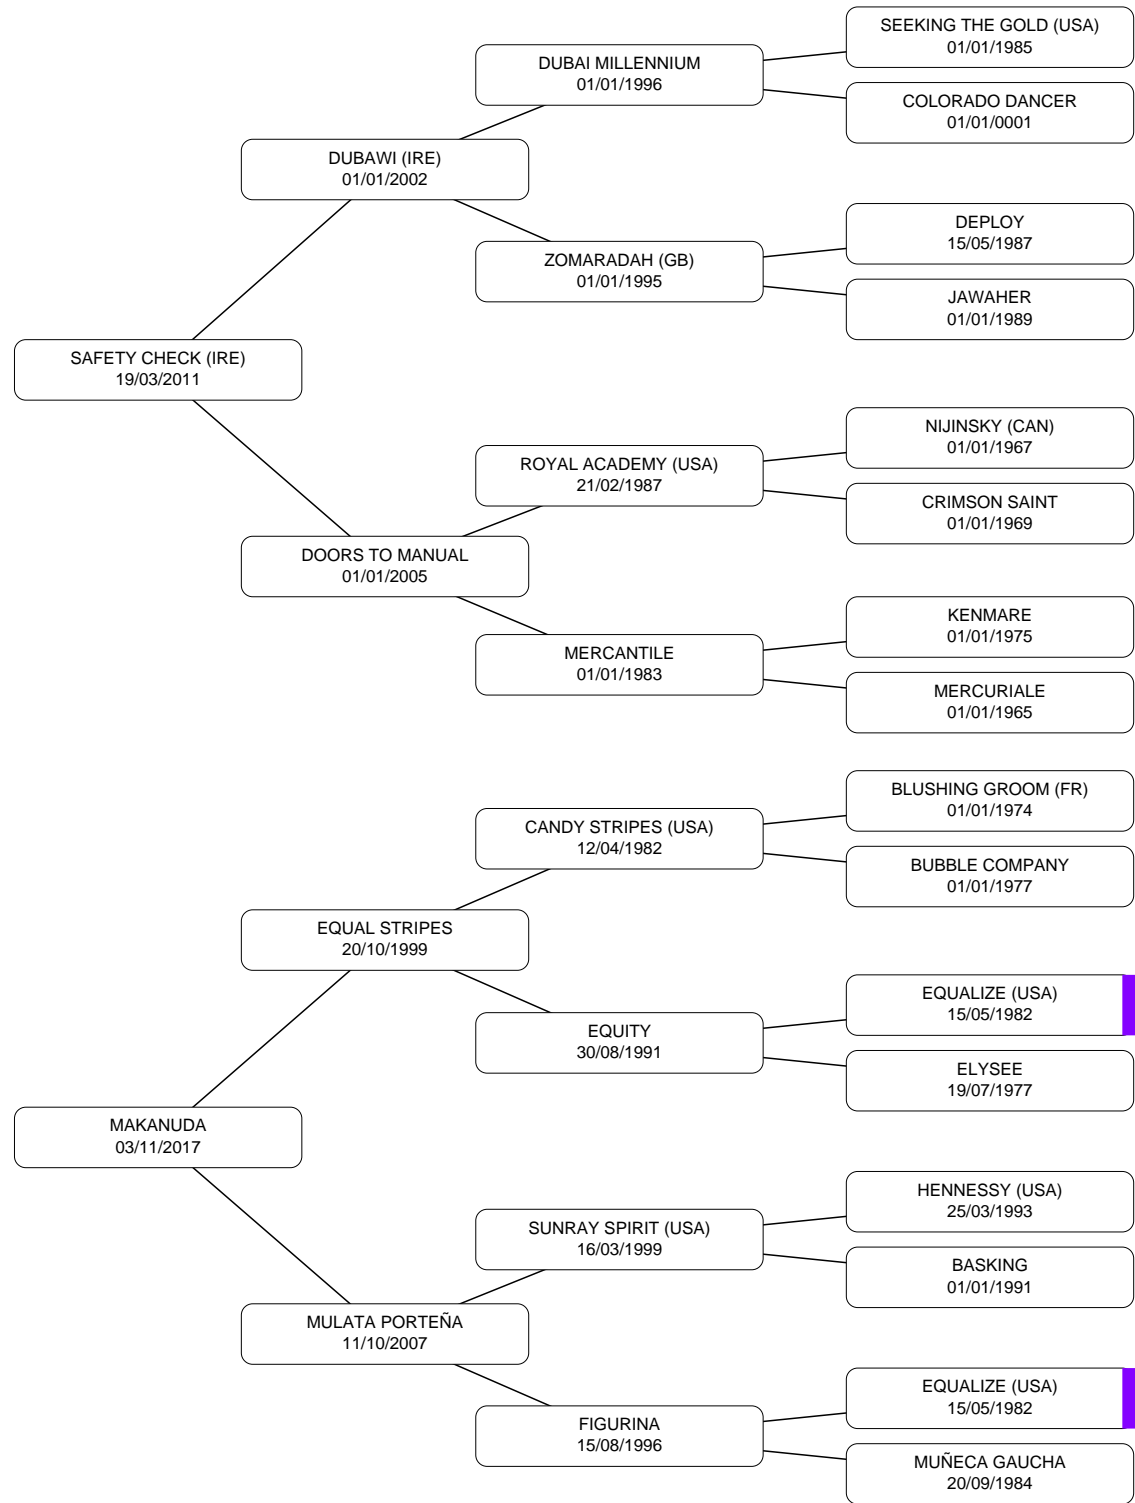 SEEKING THE GOLD (USA)
01/01/1985
DUBAI MILLENNIUM
01/01/1996
COLORADO DANCER
01/01/0001
DUBAWI (IRE)
01/01/2002
DEPLOY
15/05/1987
ZOMARADAH (GB)
01/01/1995
JAWAHER
01/01/1989
SAFETY CHECK (IRE)
19/03/2011
NIJINSKY (CAN)
01/01/1967
ROYAL ACADEMY (USA)
21/02/1987
CRIMSON SAINT
01/01/1969
DOORS TO MANUAL
01/01/2005
KENMARE
01/01/1975
MERCANTILE
01/01/1983
MERCURIALE
01/01/1965
BLUSHING GROOM (FR)
01/01/1974
CANDY STRIPES (USA)
12/04/1982
BUBBLE COMPANY
01/01/1977
EQUAL STRIPES
20/10/1999
EQUALIZE (USA)
15/05/1982
EQUITY
30/08/1991
ELYSEE
19/07/1977
MAKANUDA
03/11/2017
HENNESSY (USA)
25/03/1993
SUNRAY SPIRIT (USA)
16/03/1999
BASKING
01/01/1991
MULATA PORTEÑA
11/10/2007
EQUALIZE (USA)
15/05/1982
FIGURINA
15/08/1996
MUÑECA GAUCHA
20/09/1984